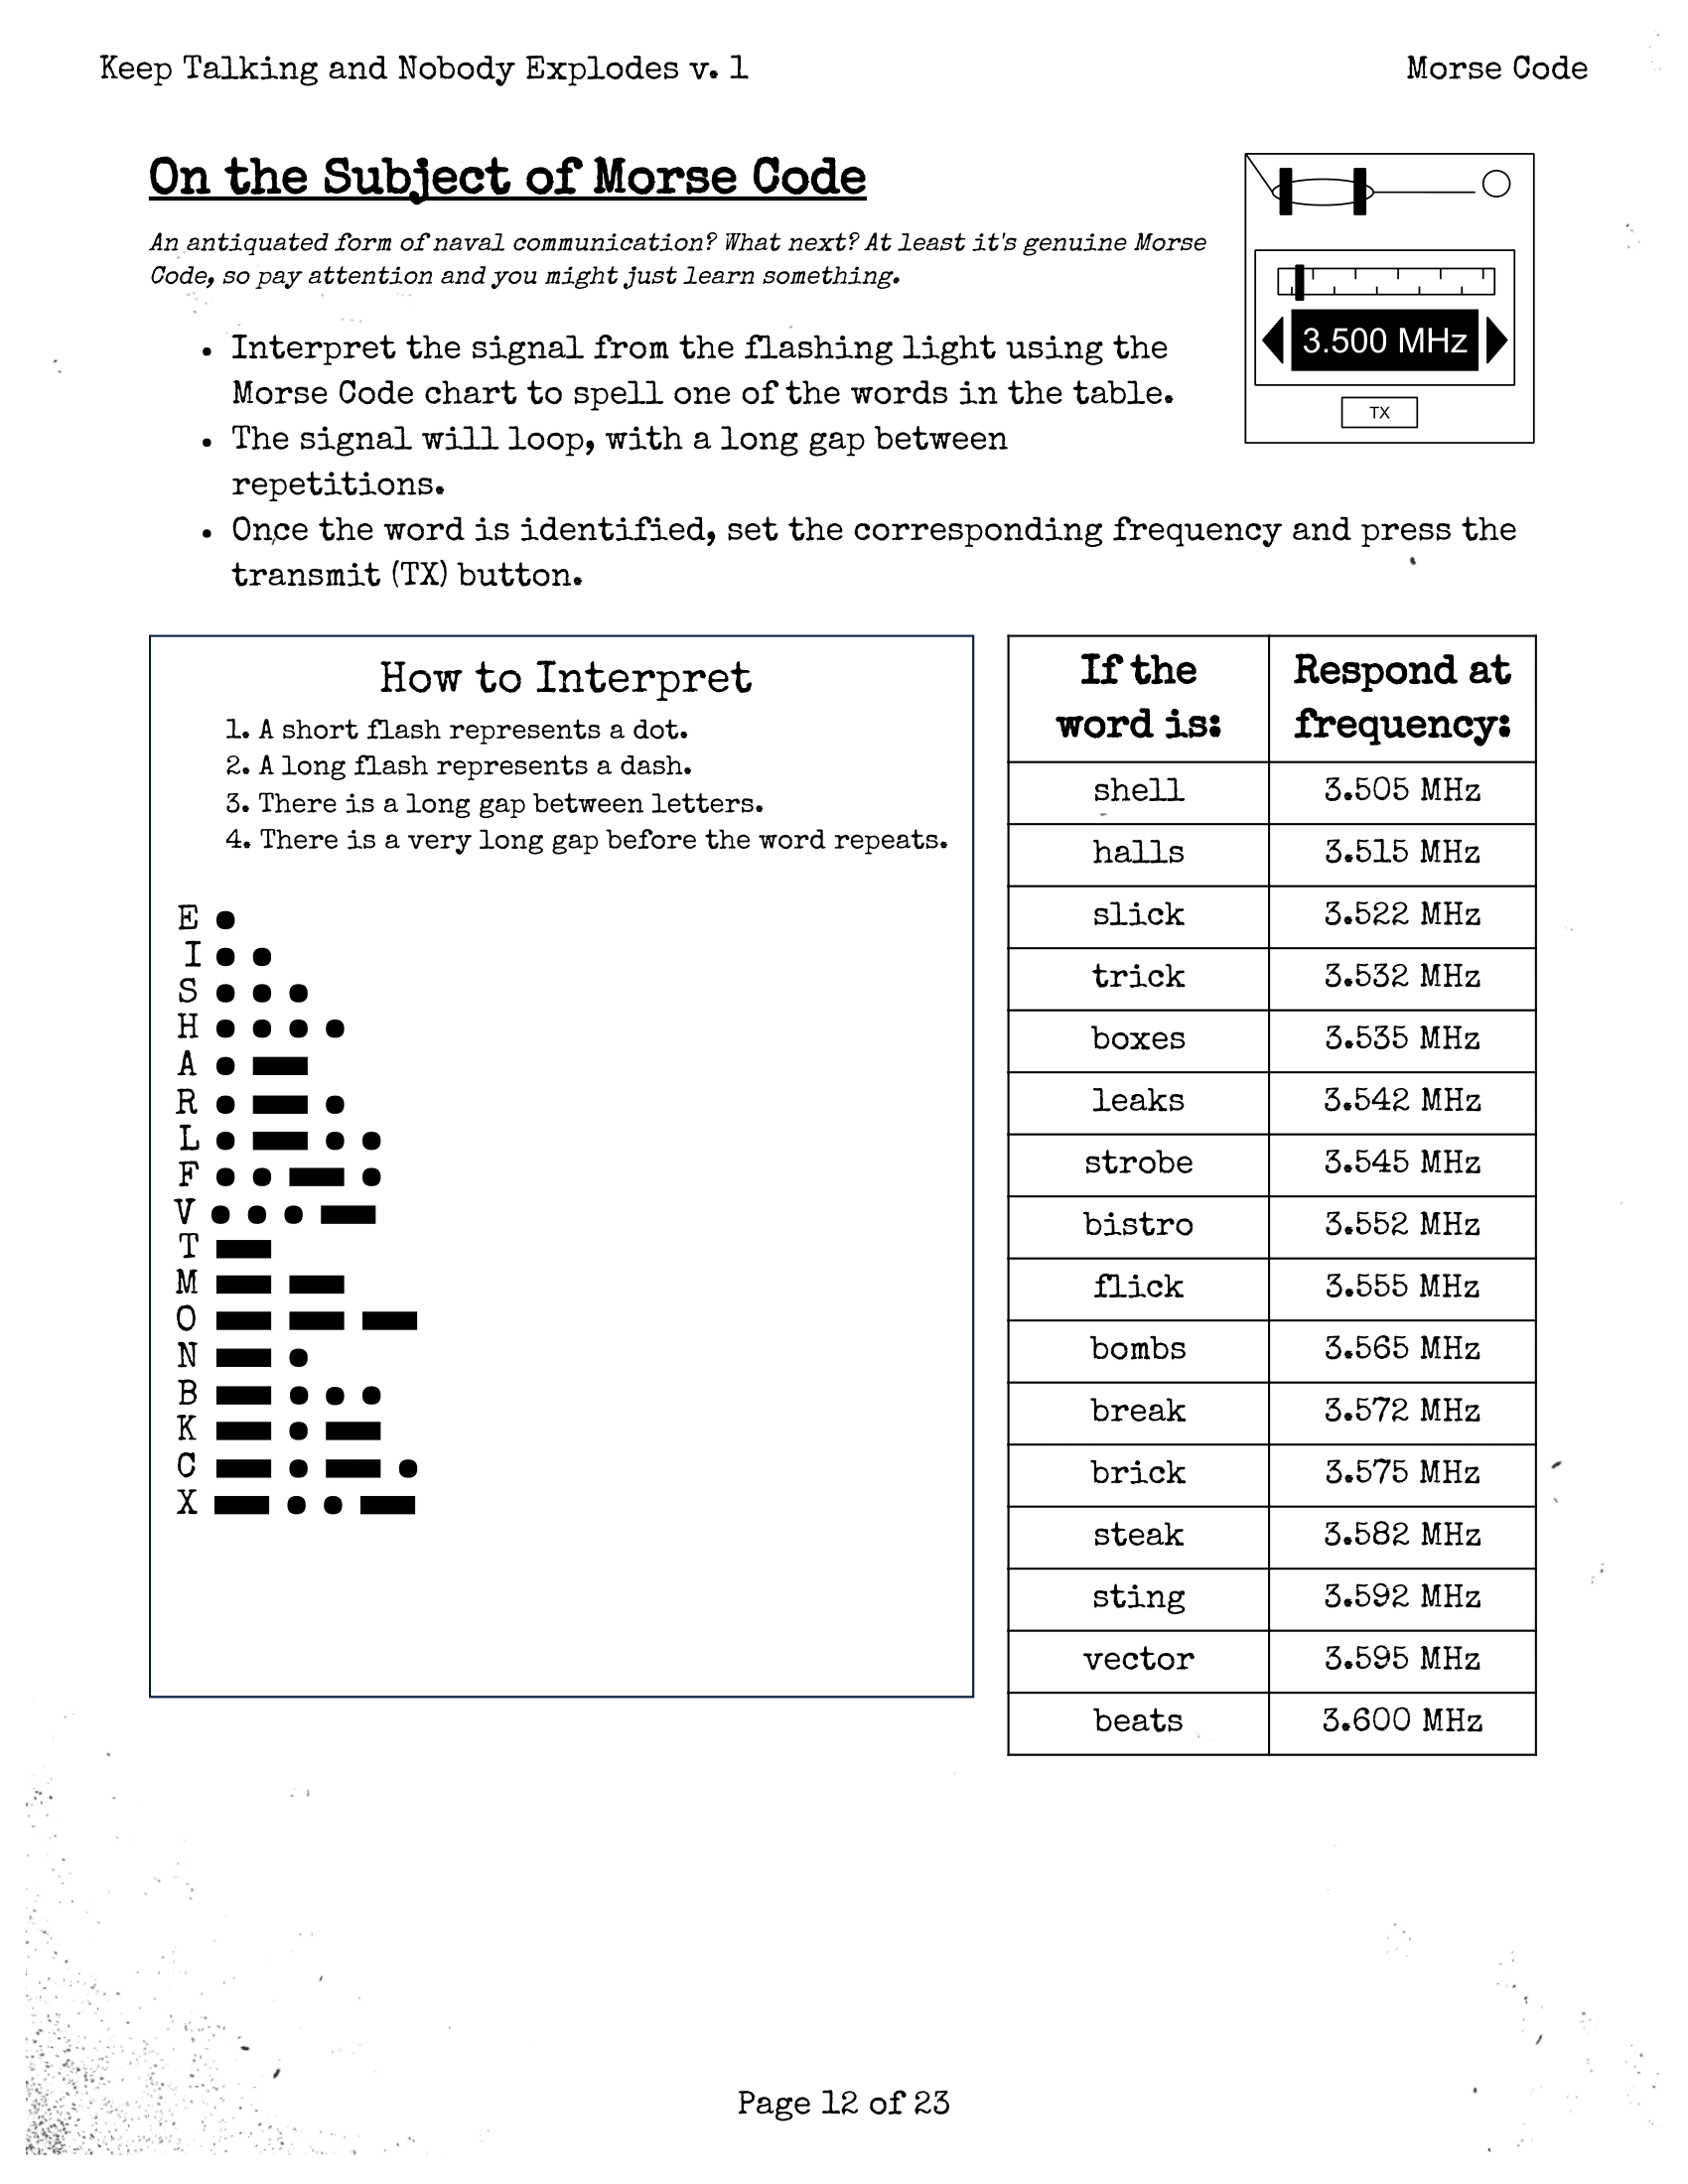 Keep Talking and Nobody Explodes v. 1
Morse Code
On the Subject of Morse Code
An antiquated form of naval communication? What next? At least it's genuine Morse
Code, so pay attention and you might just learn something.
3.500 MHz
TX
• Interpret the signal from the flashing light using the
Morse Code chart to spell one of the words in the table.
• The signal will loop, with a long gap between
repetitions.
• Once the word is identified, set the corresponding frequency and press the
transmit (TX) button.
How to Interpret
1. A short flash represents a dot.
2. A long flash represents a dash.
3. There is a long gap between letters.
4. There is a very long gap before the word repeats.
E
I
S
H
A
R
L
F
V
T
M
O
N
B
K
C
X
If the word is: Respond at frequency:
shell 3.505 MHz
halls 3.515 MHz
slick 3.522 MHz
trick 3.532 MHz
boxes 3.535 MHz
leaks 3.542 MHz
strobe 3.545 MHz
bistro 3.552 MHz
flick 3.555 MHz
bombs 3.565 MHz
break 3.572 MHz
brick 3.575 MHz
steak 3.582 MHz
sting 3.592 MHz
vector 3.595 MHz
beats 3.600 MHz
Page 12 of 23